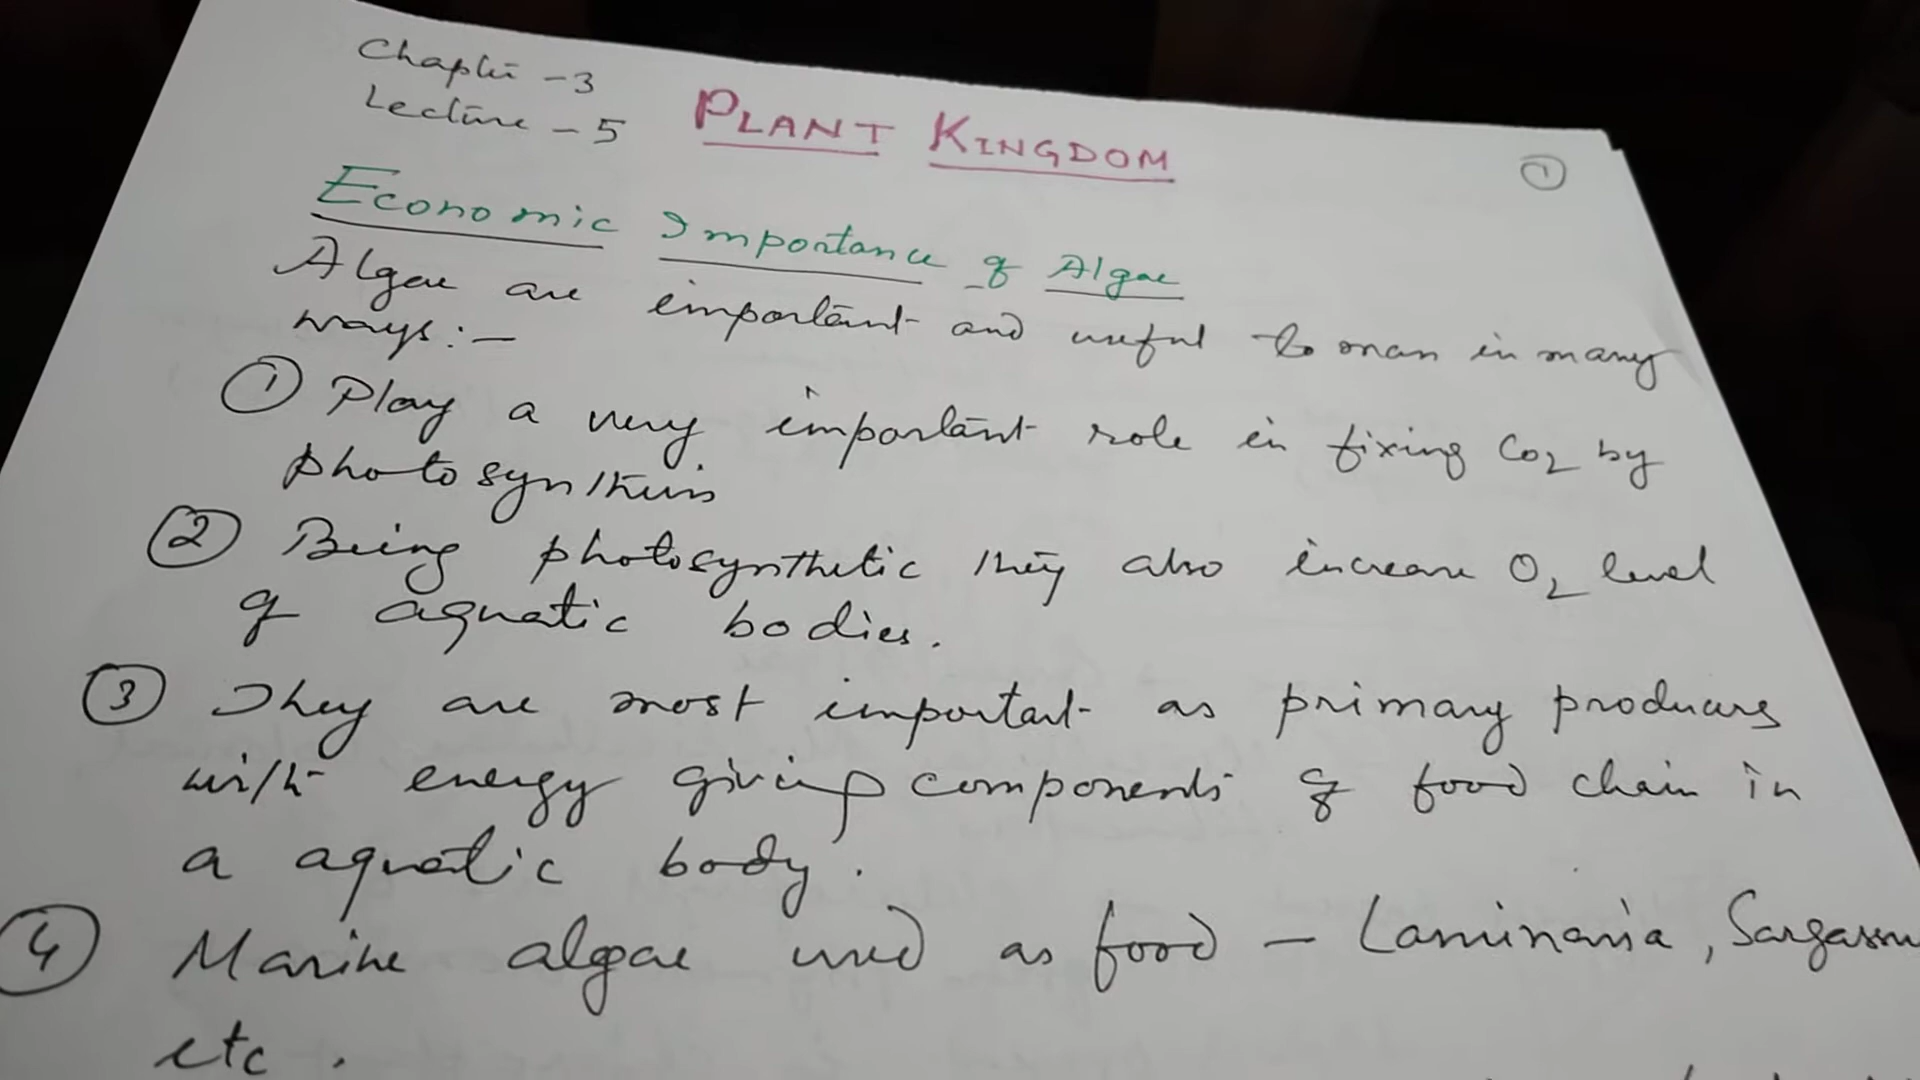 Chapter - 3
Lecture - 5
PLANT KINGDOM
1
Economic Importance of Algae
Algae are important and useful to man in many
ways:-
1 Play a very important role in fixing CO2 by
photosynthesis
2 Being photosynthetic they also increase O2 level
of aquatic bodies.
3 They are most important as primary producers
with energy giving components of food chain in
a aquatic body.
4 Marine algae used as food - Laminaria, Sargassu
etc.